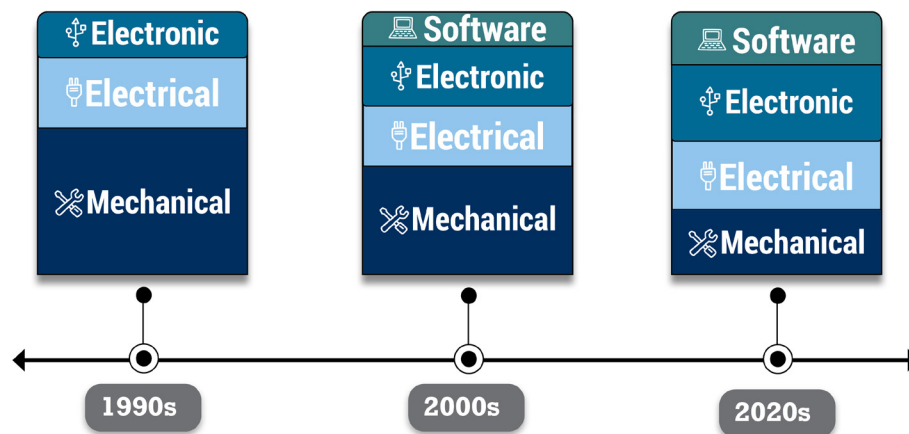 Electronic
Electrical
Mechanical
Software
Electronic
Electrical
Mechanical
Software
Electronic
Electrical
Mechanical
1990s
2000s
2020s